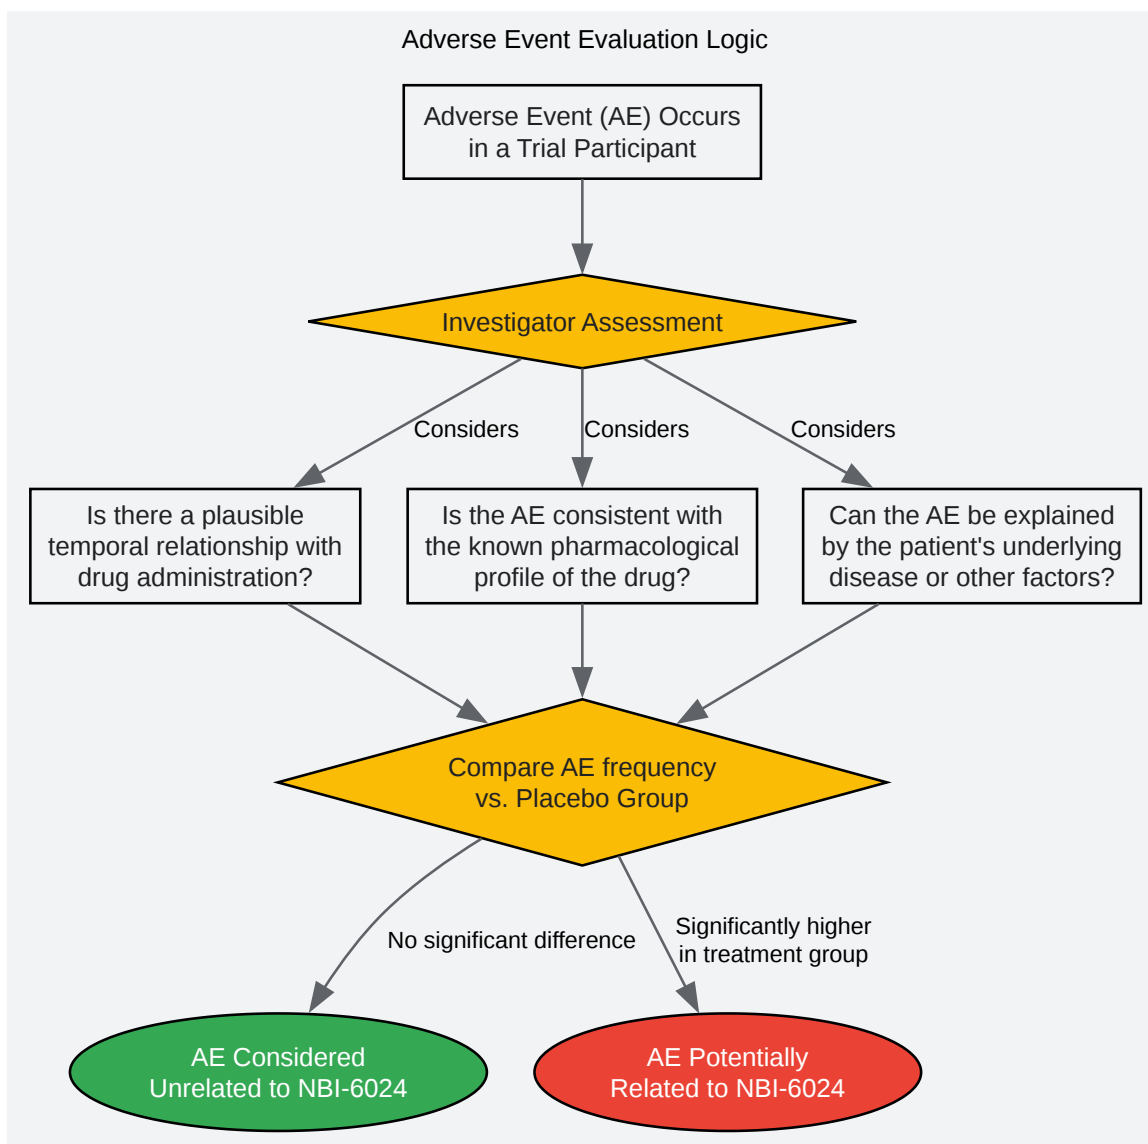 Adverse Event Evaluation Logic
Adverse Event (AE) Occurs
in a Trial Participant
Investigator Assessment
Considers
Considers
Considers
Is there a plausible
temporal relationship with
drug administration?
Is the AE consistent with
the known pharmacological
profile of the drug?
Can the AE be explained
by the patient's underlying
disease or other factors?
Compare AE frequency
vs. Placebo Group
No significant difference
Significantly higher
in treatment group
AE Considered
Unrelated to NBI-6024
AE Potentially
Related to NBI-6024